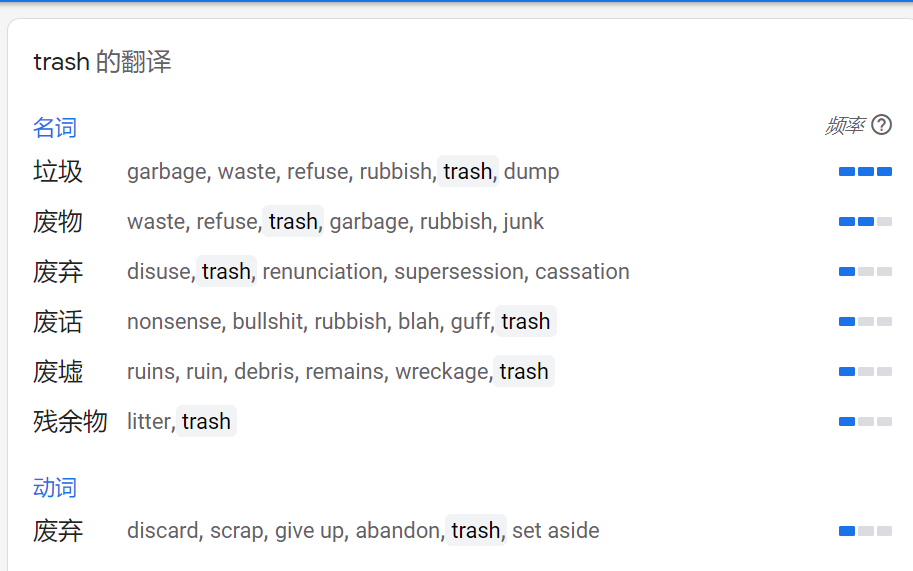 trash 的翻译
名词 频率 ?
垃圾 garbage, waste, refuse, rubbish, trash, dump
废物 waste, refuse, trash, garbage, rubbish, junk
废弃 disuse, trash, renunciation, supersession, cassation
废话 nonsense, bullshit, rubbish, blah, guff, trash
废墟 ruins, ruin, debris, remains, wreckage, trash
残余物 litter, trash
动词
废弃 discard, scrap, give up, abandon, trash, set aside